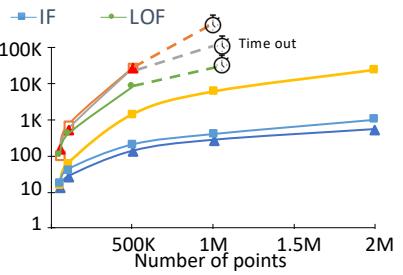 IF LOF
Time out
100K
10K
1K
100
10
1
500K 1M 1.5M 2M
Number of points